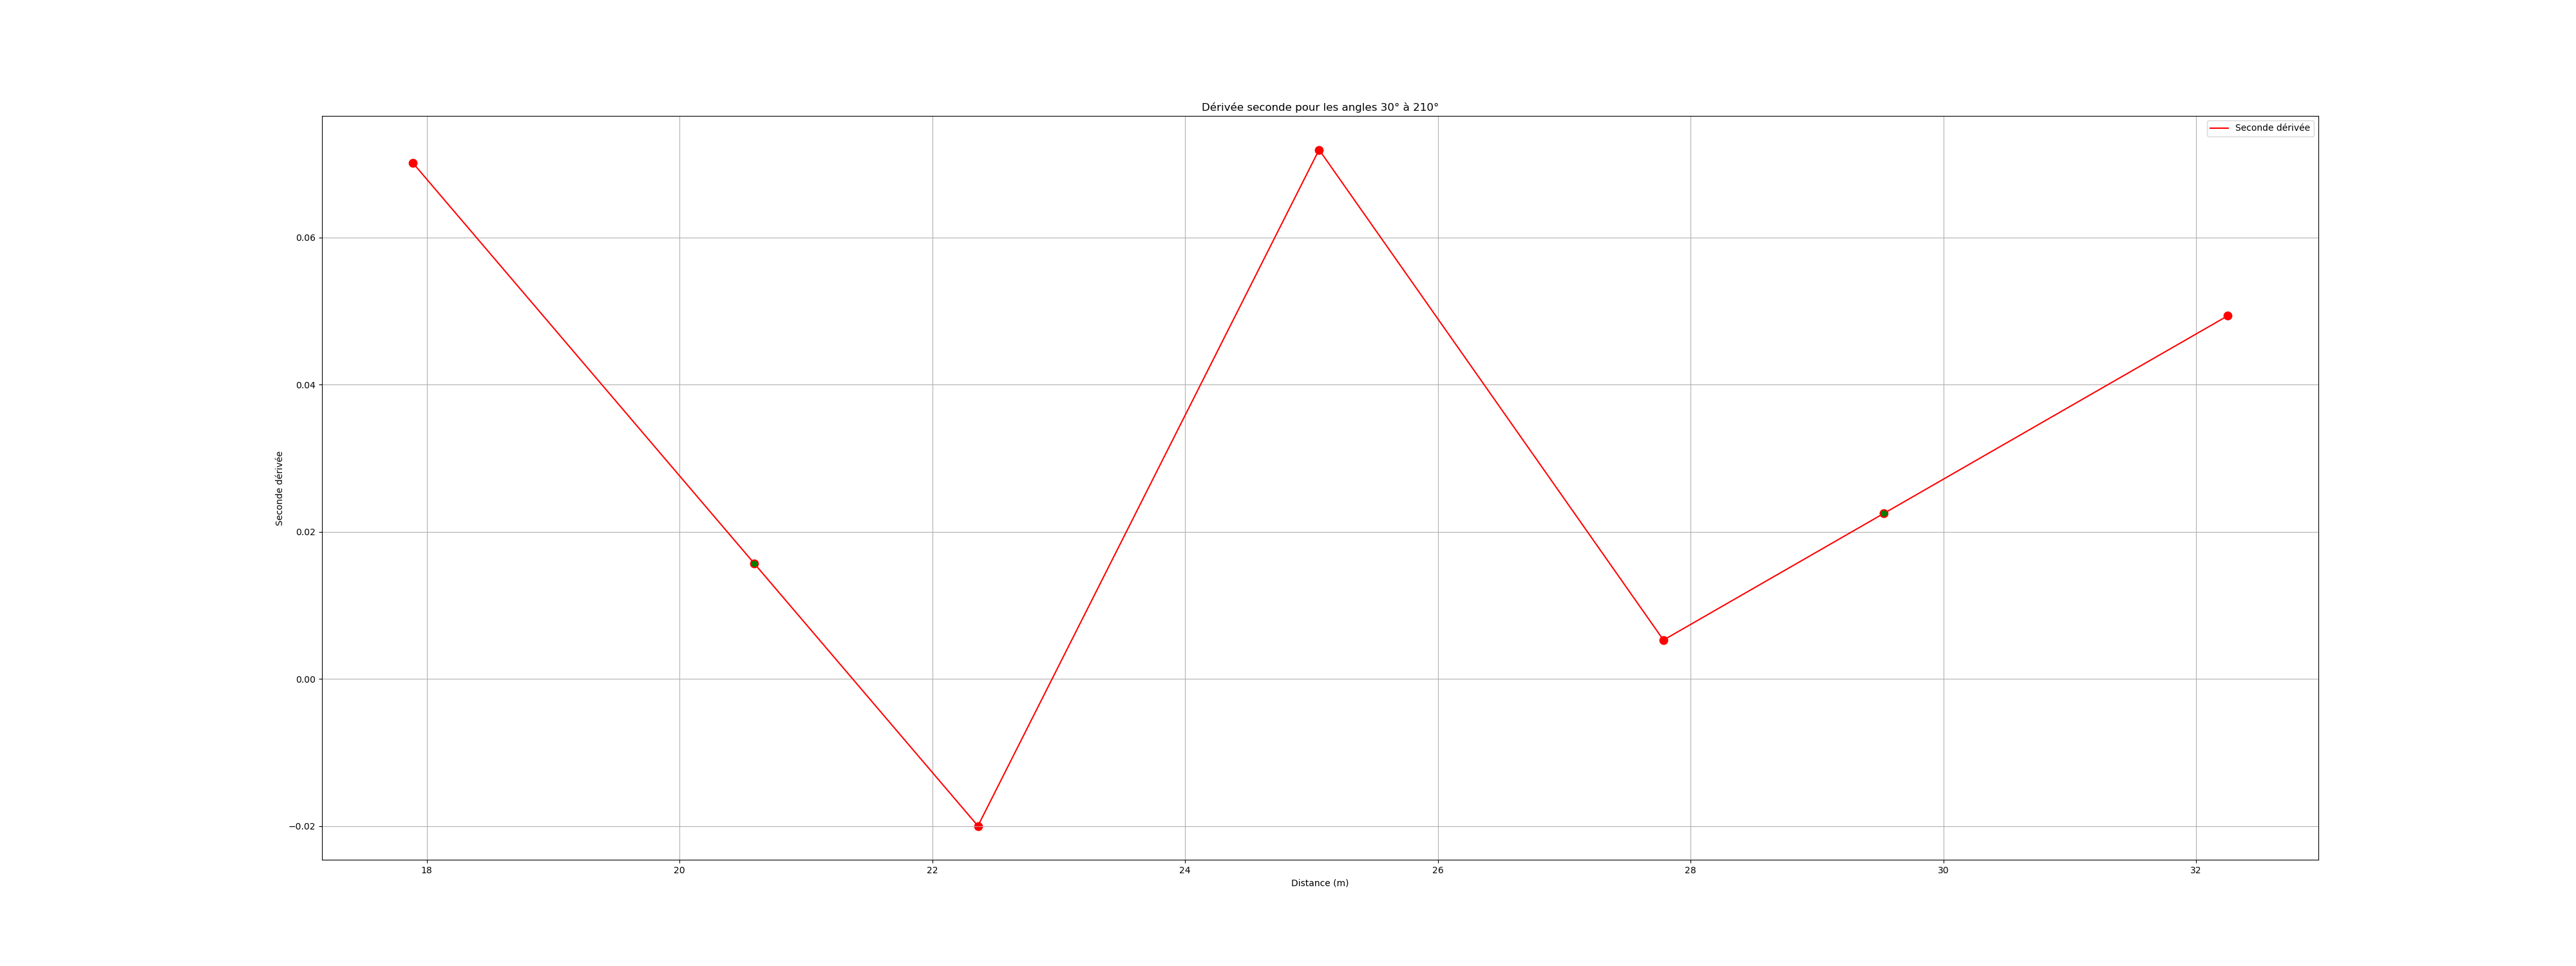 Dérivée seconde pour les angles 30° à 210°
Seconde dérivée
0.06
0.04
0.02
0.00
−0.02
Seconde dérivée
18 20 22 24 26 28 30 32
Distance (m)